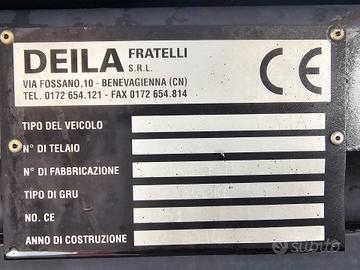 DEILA FRATELLI S.R.L.
VIA FOSSANO,10 - BENEVAGIENNA (CN)
TEL. 0172 654.121 - FAX 0172 654.814
CE
TIPO DEL VEICOLO
N° DI TELAIO
N° DI FABBRICAZIONE
TIPO DI GRU
NO. CE
ANNO DI COSTRUZIONE
subito